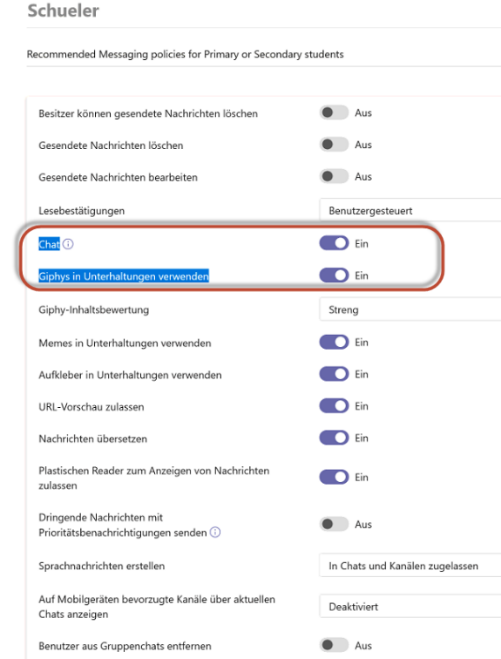 Schueler
Recommended Messaging policies for Primary or Secondary students
Besitzer können gesendete Nachrichten löschen Aus
Gesendete Nachrichten löschen Aus
Gesendete Nachrichten bearbeiten Aus
Lesebestätigungen Benutzergesteuert
Chat Ein
Giphys in Unterhaltungen verwenden Ein
Giphy-Inhaltsbewertung Streng
Memes in Unterhaltungen verwenden Ein
Aufkleber in Unterhaltungen verwenden Ein
URL-Vorschau zulassen Ein
Nachrichten übersetzen Ein
Plastischen Reader zum Anzeigen von Nachrichten
zulassen Ein
Dringende Nachrichten mit
Prioritätsbenachrichtigungen senden Aus
Sprachnachrichten erstellen In Chats und Kanälen zugelassen
Auf Mobilgeräten bevorzugte Kanäle über aktuellen
Chats anzeigen Deaktiviert
Benutzer aus Gruppenchats entfernen Aus